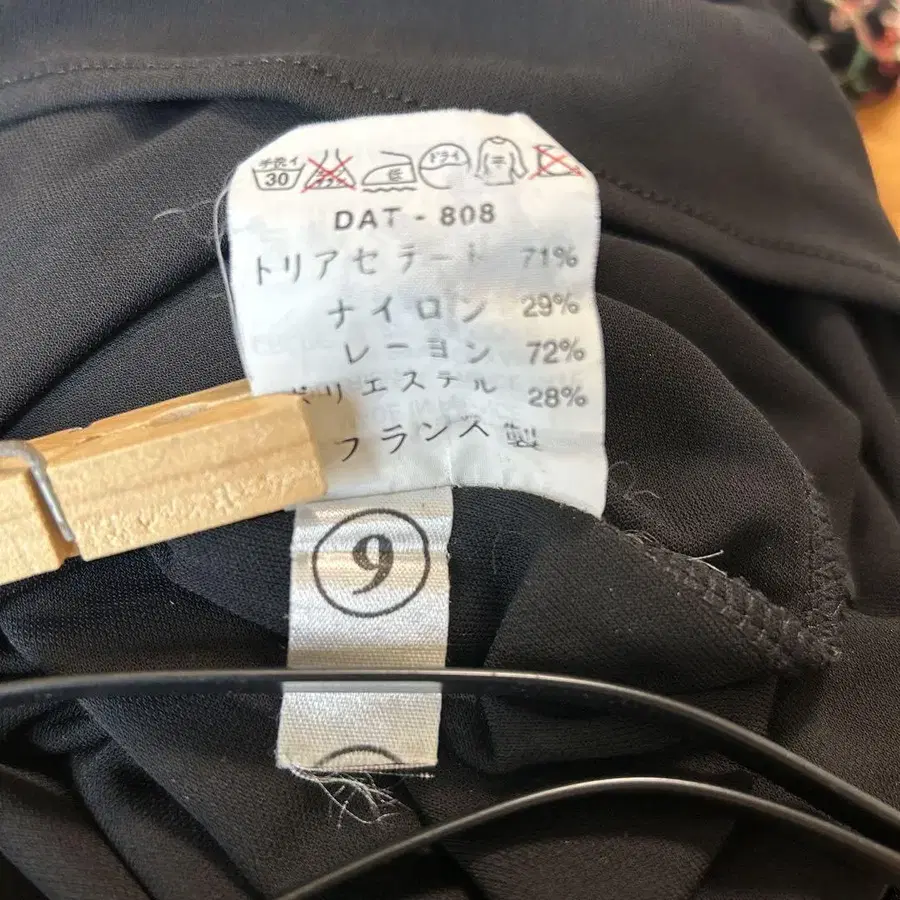 手洗イ
30
低
ドライ
DAT - 808
トリアセテート 71%
ナイロン 29%
レーヨン 72%
ポリエステル 28%
フランス製
9